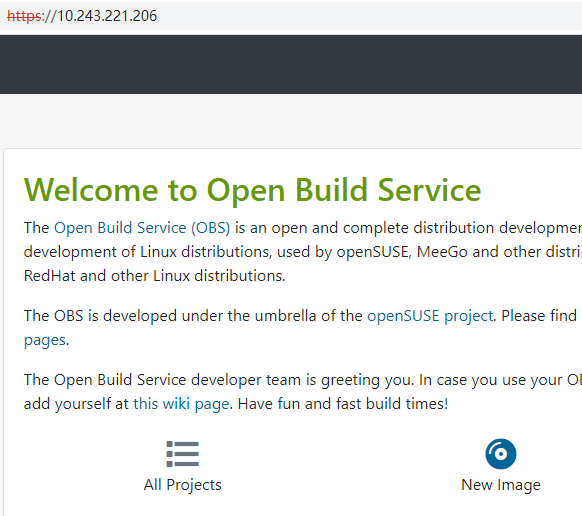 https://10.243.221.206
Welcome to Open Build Service
The Open Build Service (OBS) is an open and complete distribution
development of Linux distributions, used by openSUSE, MeeGo and other
RedHat and other Linux distributions.
The OBS is developed under the umbrella of the openSUSE project. Please find
pages.
The Open Build Service developer team is greeting you. In case you use your
add yourself at this wiki page. Have fun and fast build times!
All Projects
New Image